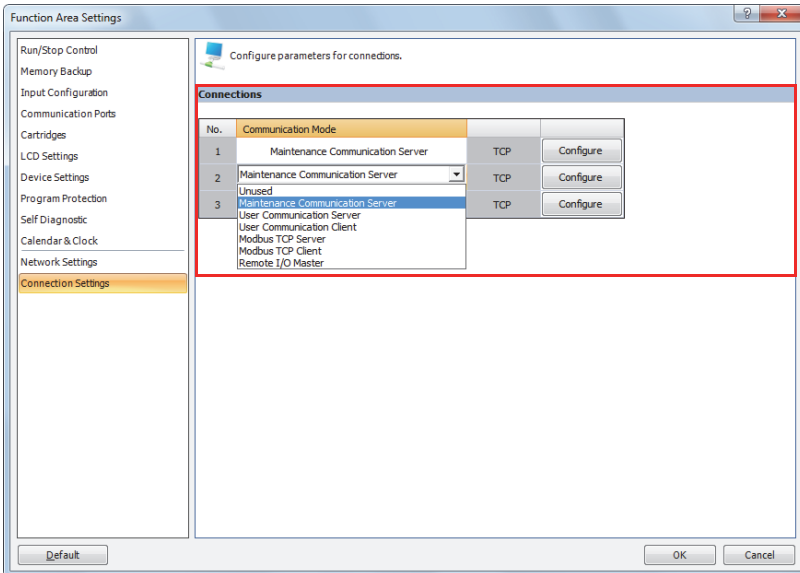 Function Area Settings
?
Run/Stop Control
Memory Backup
Input Configuration
Communication Ports
Cartridges
LCD Settings
Device Settings
Program Protection
Self Diagnostic
Calendar & Clock
Network Settings
Connection Settings
Configure parameters for connections.
Connections
No. Communication Mode
1 Maintenance Communication Server TCP Configure
2 Maintenance Communication Server TCP Configure
3 TCP Configure
Unused
Maintenance Communication Server
User Communication Server
User Communication Client
Modbus TCP Server
Modbus TCP Client
Remote I/O Master
Default
OK
Cancel